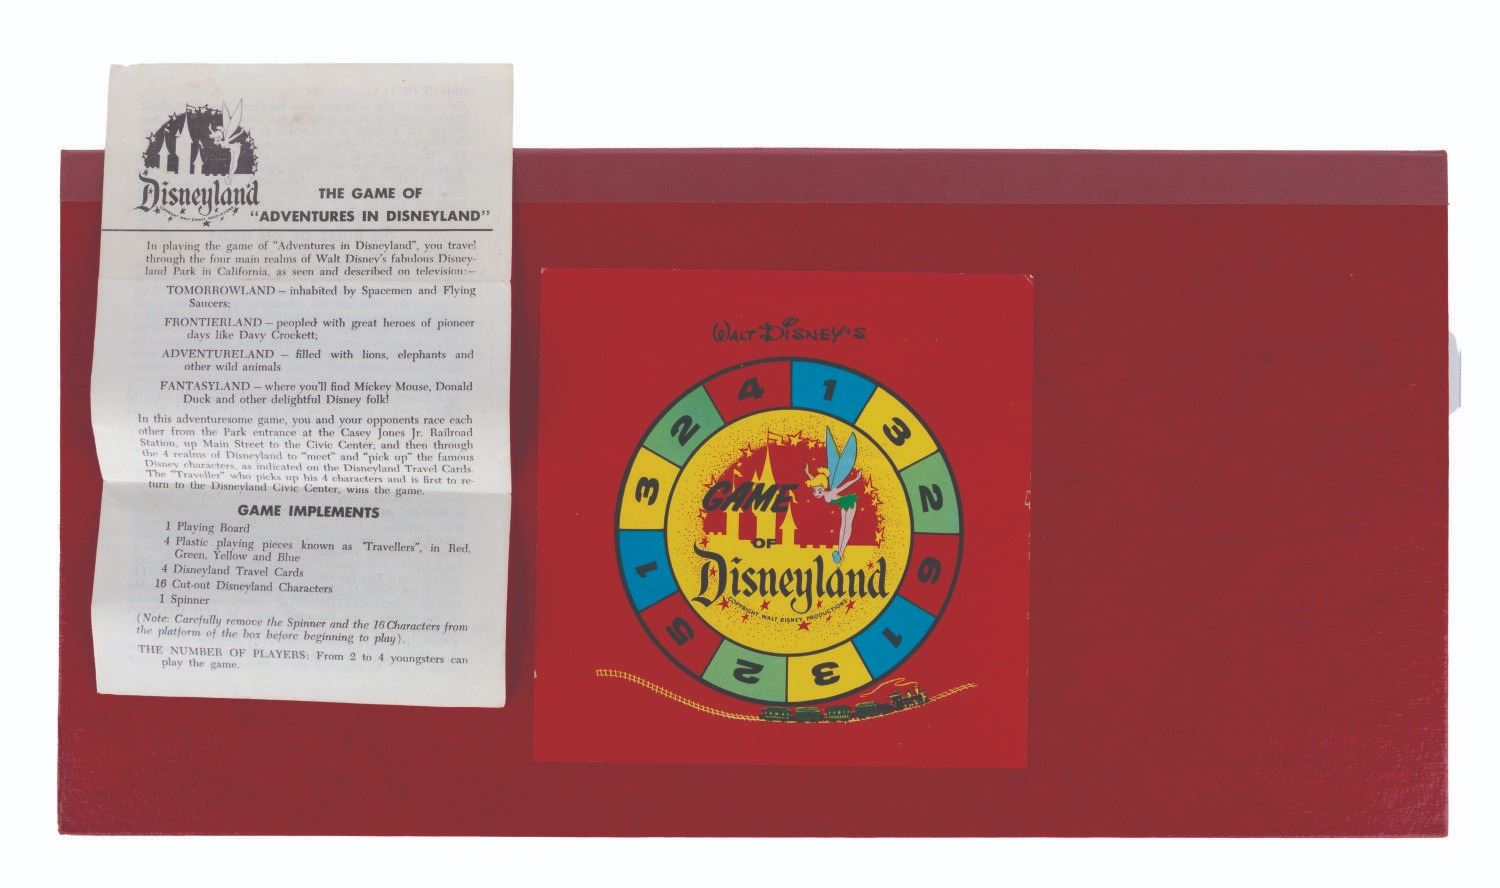 Disneyland
COPYRIGHT WALT DISNEY PRODUCTIONS
THE GAME OF
"ADVENTURES IN DISNEYLAND"
In playing the game of "Adventures in Disneyland", you travel
through the four main realms of Walt Disney's fabulous Disney-
land Park in California, as seen and described on television:—
TOMORROWLAND — inhabited by Spacemen and Flying
Saucers;
FRONTIERLAND — peopled with great heroes of pioneer
days like Davy Crockett;
ADVENTURELAND — filled with lions, elephants and
other wild animals
FANTASYLAND — where you'll find Mickey Mouse, Donald
Duck and other delightful Disney folk!
In this adventuresome game, you and your opponents race each
other from the Park entrance at the Casey Jones Jr. Railroad
Station, up Main Street to the Civic Center, and then through
the 4 realms of Disneyland to "meet" and "pick up" the famous
Disney characters, as indicated on the Disneyland Travel Cards.
The "Traveller" who picks up his 4 characters and is first to re-
turn to the Disneyland Civic Center, wins the game.
GAME IMPLEMENTS
1 Playing Board
4 Plastic playing pieces known as "Travellers", in Red,
Green, Yellow and Blue
4 Disneyland Travel Cards
16 Cut-out Disneyland Characters
1 Spinner
(Note: Carefully remove the Spinner and the 16 Characters from
the platform of the box before beginning to play).
THE NUMBER OF PLAYERS: From 2 to 4 youngsters can
play the game.
WALT DISNEY'S
4
1
3
2
6
1
3
2
5
1
3
2
GAME
OF
Disneyland
COPYRIGHT WALT DISNEY PRODUCTIONS